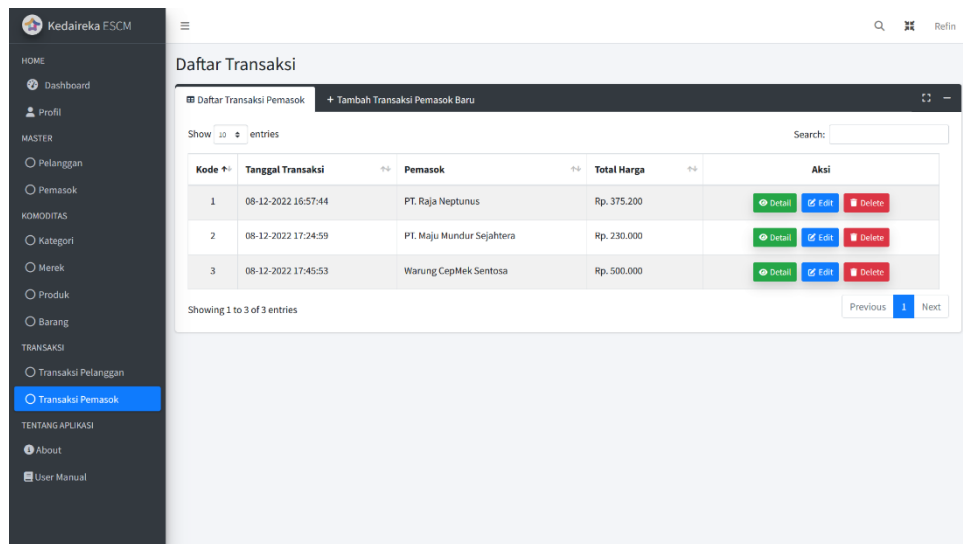 Kedaireka ESCM
Refin
HOME
Dashboard
Profil
MASTER
Pelanggan
Pemasok
KOMODITAS
Kategori
Merek
Produk
Barang
TRANSAKSI
Transaksi Pelanggan
Transaksi Pemasok
TENTANG APLIKASI
About
User Manual
Daftar Transaksi
Daftar Transaksi Pemasok + Tambah Transaksi Pemasok Baru
Show 10 entries Search:
Kode Tanggal Transaksi Pemasok Total Harga Aksi
1 08-12-2022 16:57:44 PT. Raja Neptunus Rp. 375.200 Detail Edit Delete
2 08-12-2022 17:24:59 PT. Maju Mundur Sejahtera Rp. 230.000 Detail Edit Delete
3 08-12-2022 17:45:53 Warung CepMek Sentosa Rp. 500.000 Detail Edit Delete
Showing 1 to 3 of 3 entries Previous 1 Next